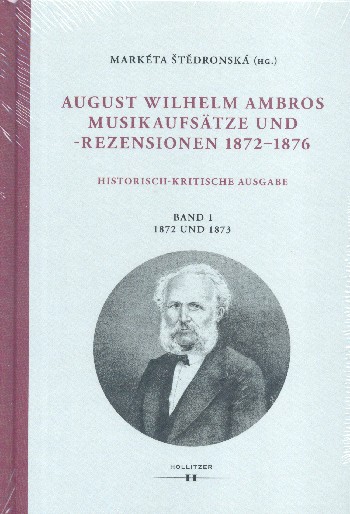 MARKÉTA ŠTĚDRONSKÁ (HG.)
AUGUST WILHELM AMBROS
MUSIKAUFSÄTZE UND
-REZENSIONEN 1872–1876
HISTORISCH-KRITISCHE AUSGABE
BAND 1
1872 UND 1873
HOLLITZER